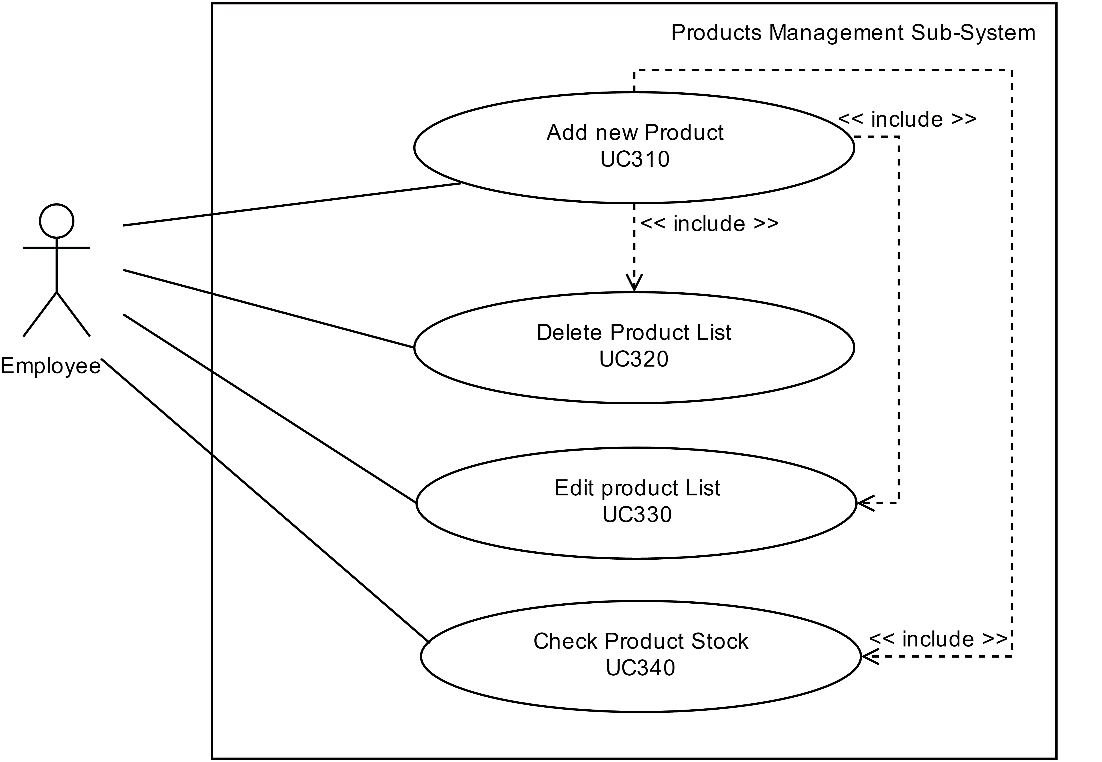 Products Management Sub-System
Add new Product
UC310
<< include >>
<< include >>
Delete Product List
UC320
Employee
Edit product List
UC330
Check Product Stock
UC340
<< include >>